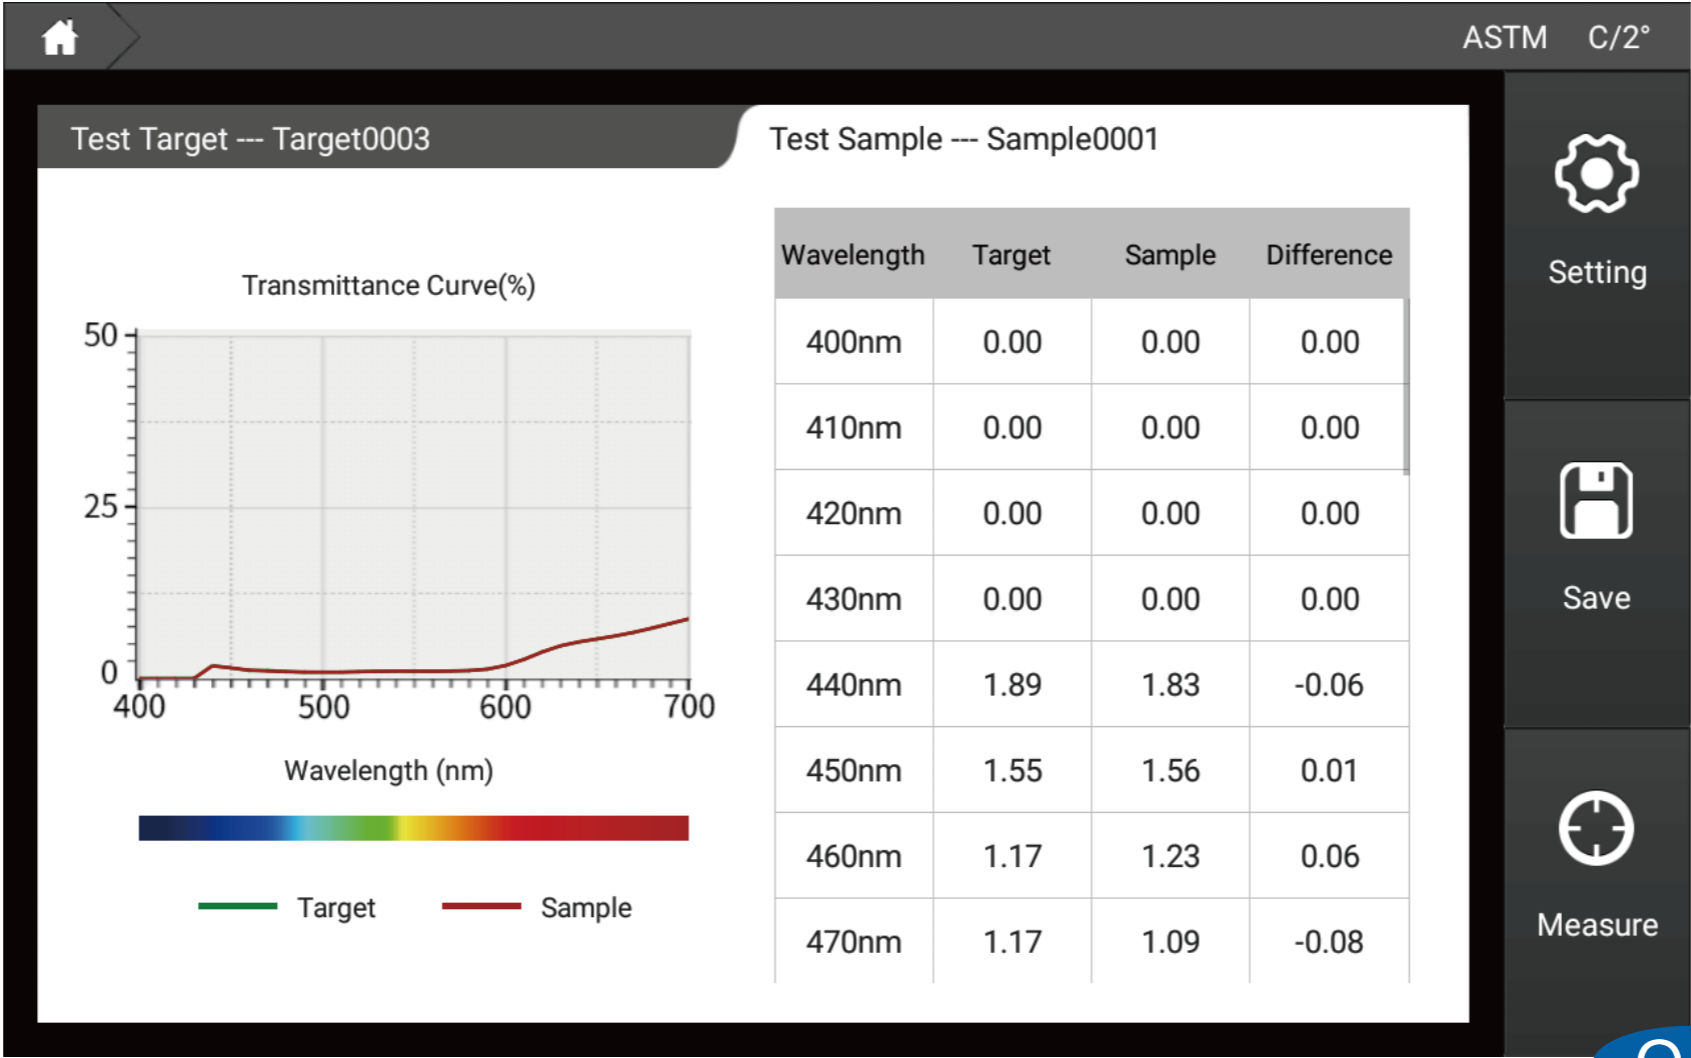 ASTM C/2°
Test Target --- Target0003
Test Sample --- Sample0001
Transmittance Curve(%)
50
25
0
400 500 600 700
Wavelength (nm)
Target Sample
Wavelength Target Sample Difference
400nm 0.00 0.00 0.00
410nm 0.00 0.00 0.00
420nm 0.00 0.00 0.00
430nm 0.00 0.00 0.00
440nm 1.89 1.83 -0.06
450nm 1.55 1.56 0.01
460nm 1.17 1.23 0.06
470nm 1.17 1.09 -0.08
Setting
Save
Measure